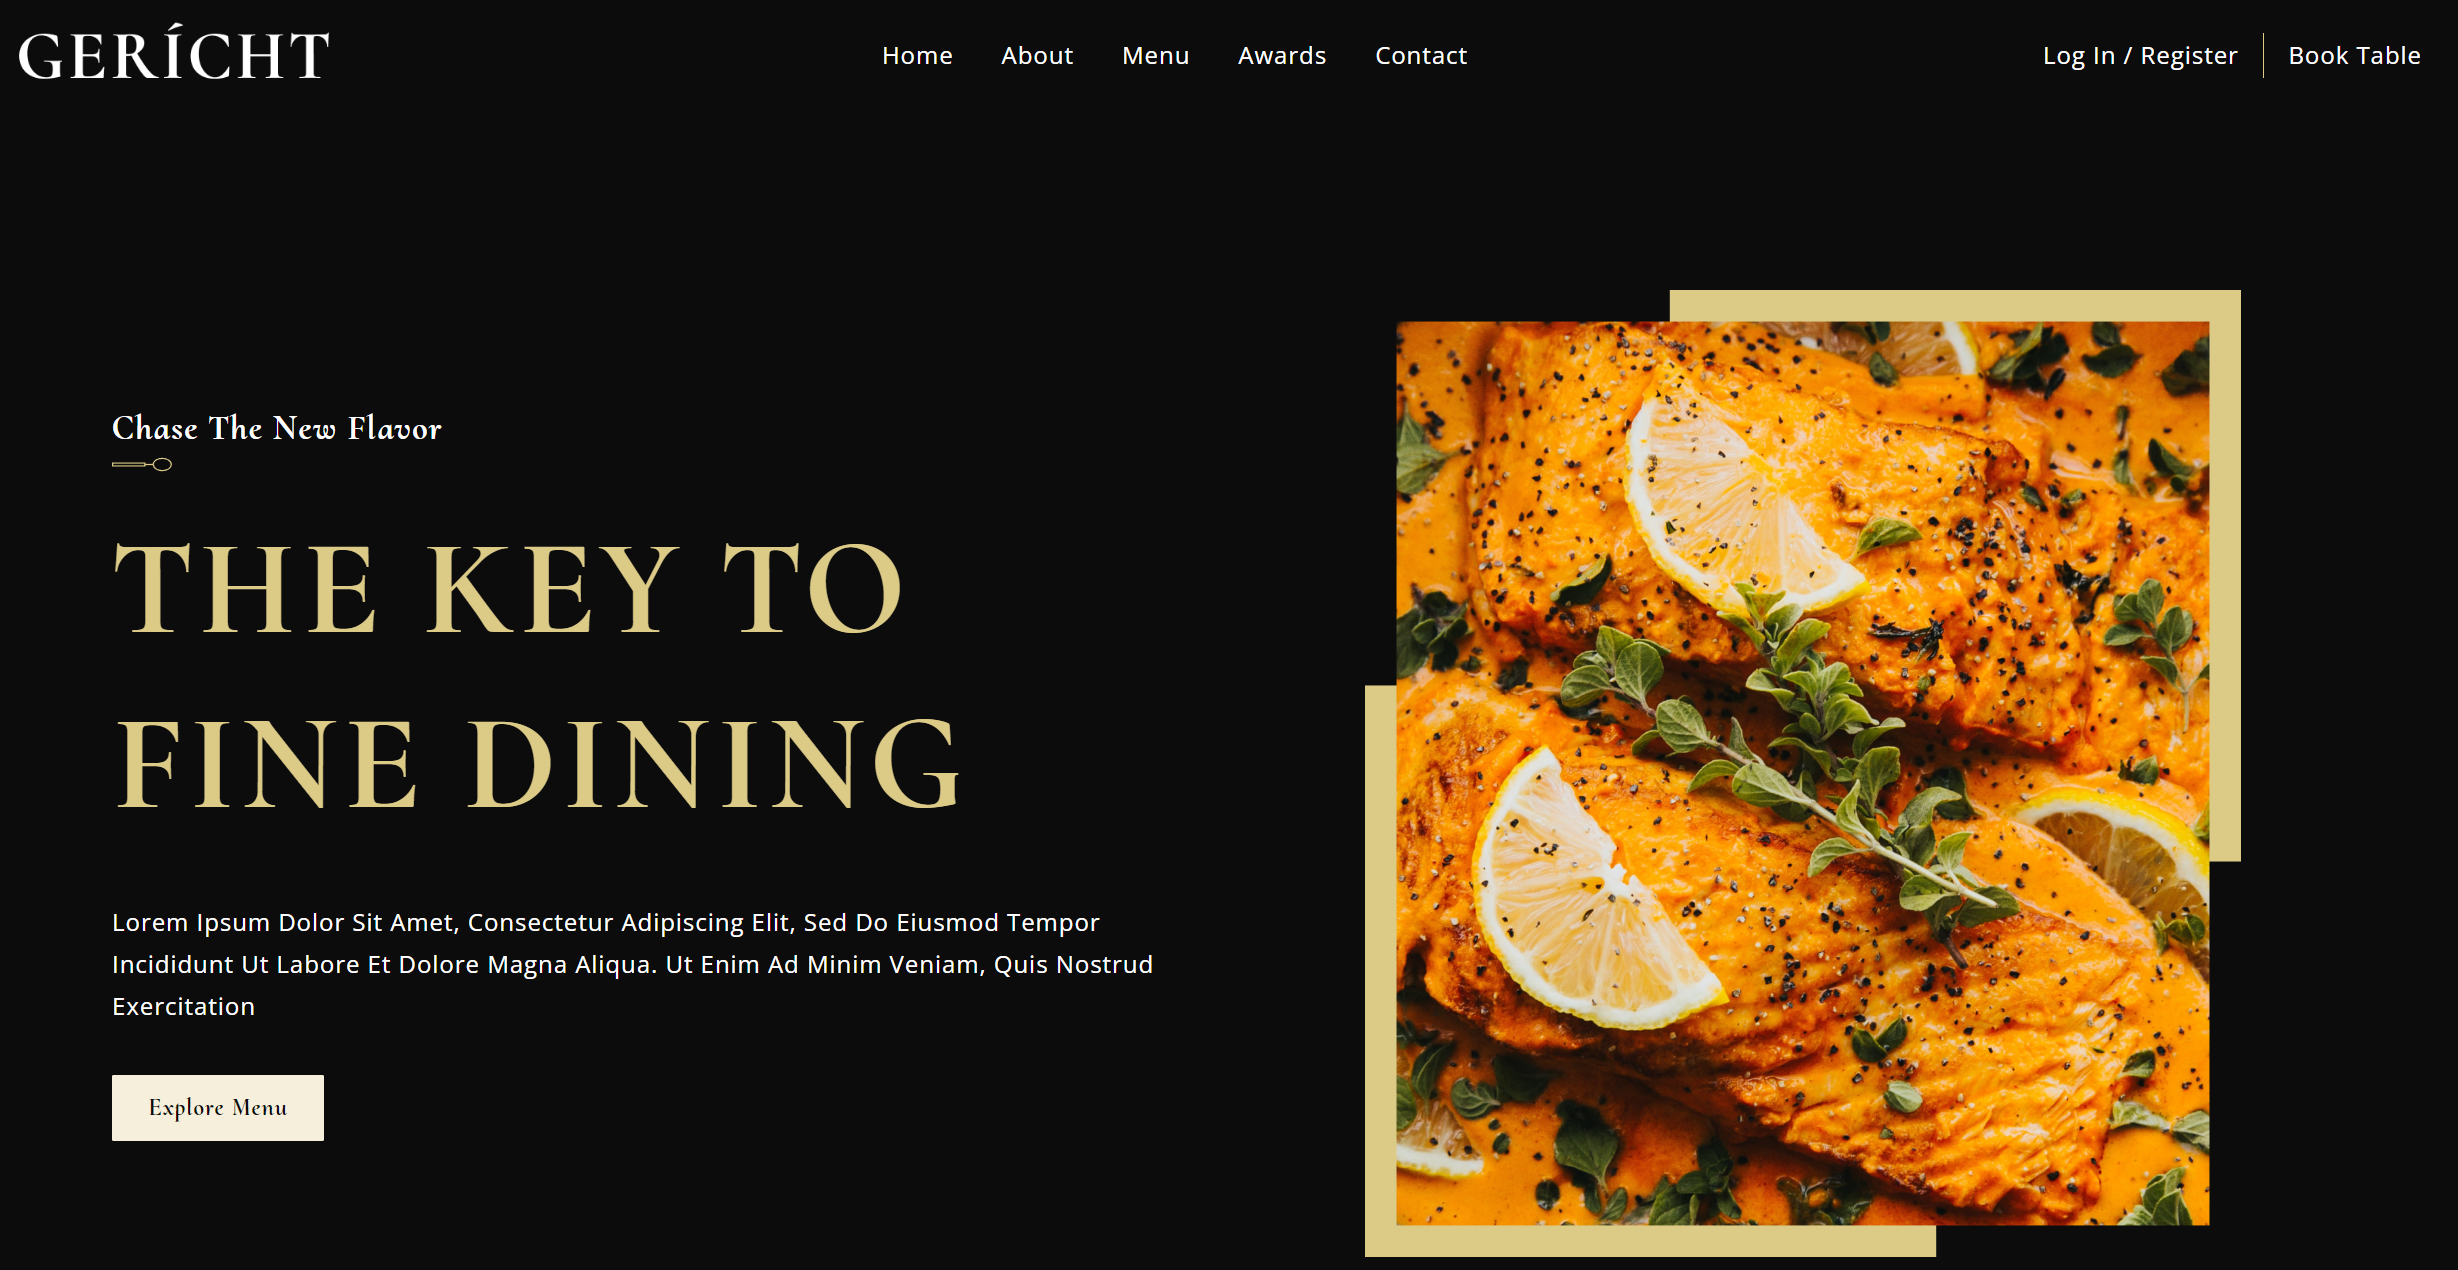 GERÍCHT
Home About Menu Awards Contact
Log In / Register Book Table
Chase The New Flavor
THE KEY TO
FINE DINING
Lorem Ipsum Dolor Sit Amet, Consectetur Adipiscing Elit, Sed Do Eiusmod Tempor
Incididunt Ut Labore Et Dolore Magna Aliqua. Ut Enim Ad Minim Veniam, Quis Nostrud
Exercitation
Explore Menu